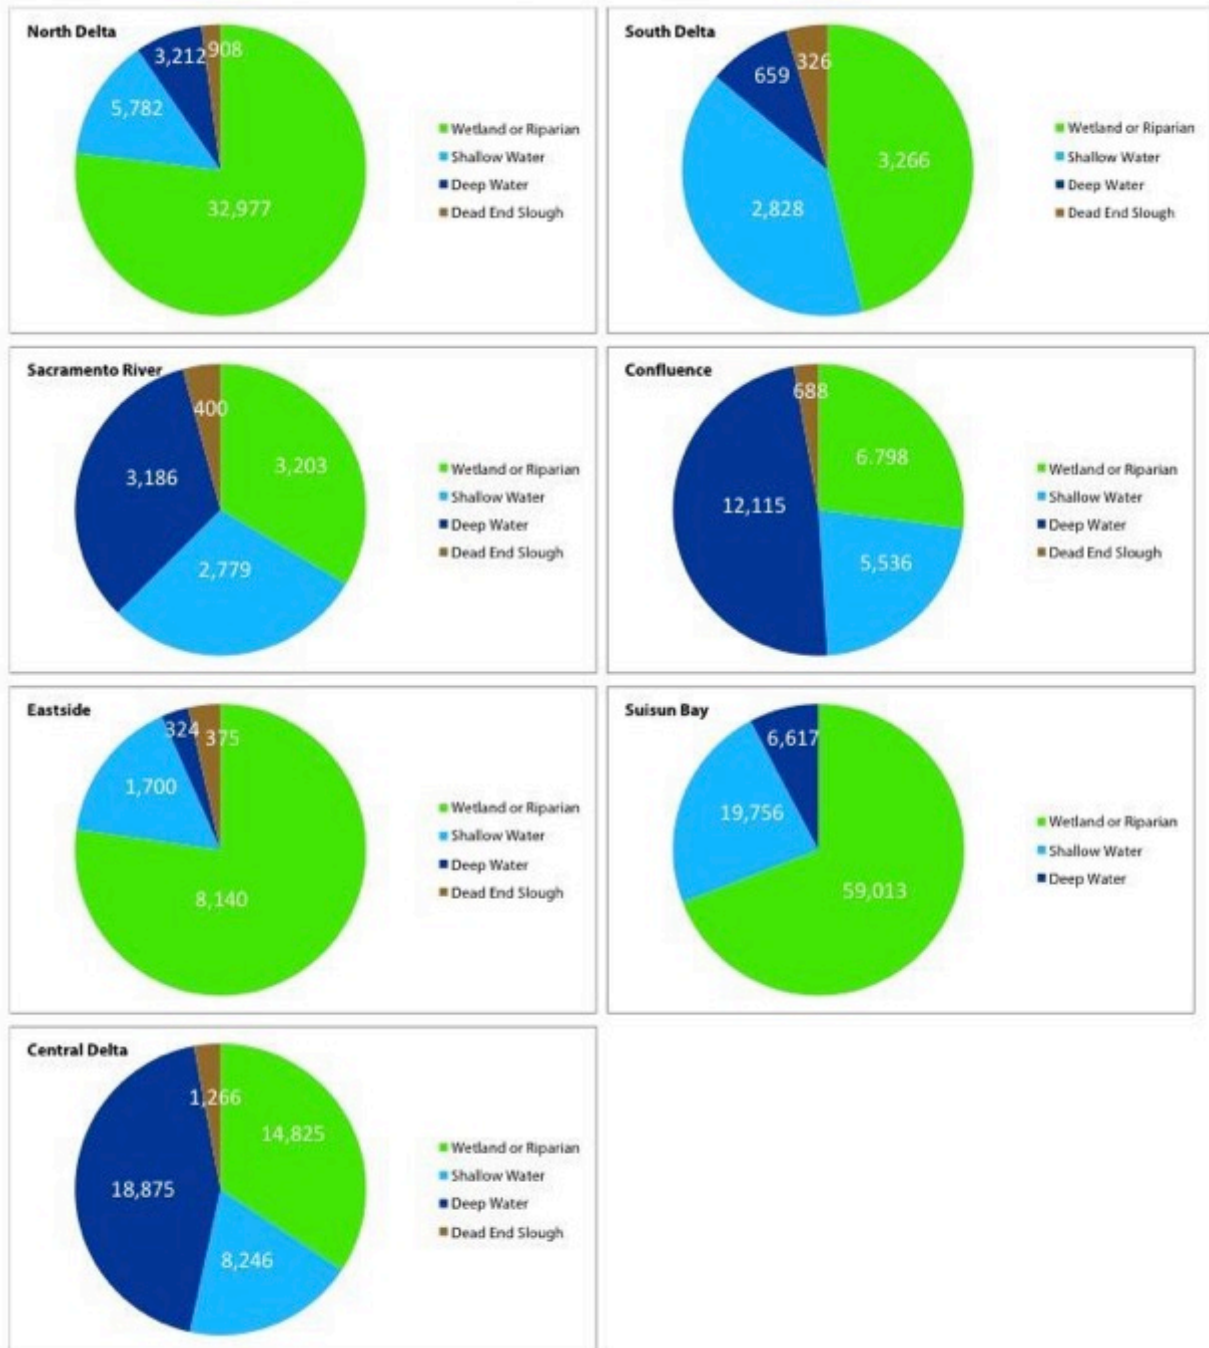 North Delta
908
3,212
5,782
32,977
Wetland or Riparian
Shallow Water
Deep Water
Dead End Slough
South Delta
326
659
3,266
2,828
Wetland or Riparian
Shallow Water
Deep Water
Dead End Slough
Sacramento River
400
3,203
3,186
2,779
Wetland or Riparian
Shallow Water
Deep Water
Dead End Slough
Confluence
688
6.798
12,115
5,536
Wetland or Riparian
Shallow Water
Deep Water
Dead End Slough
Eastside
324
375
1,700
8,140
Wetland or Riparian
Shallow Water
Deep Water
Dead End Slough
Suisun Bay
6,617
19,756
59,013
Wetland or Riparian
Shallow Water
Deep Water
Central Delta
1,266
14,825
18,875
8,246
Wetland or Riparian
Shallow Water
Deep Water
Dead End Slough